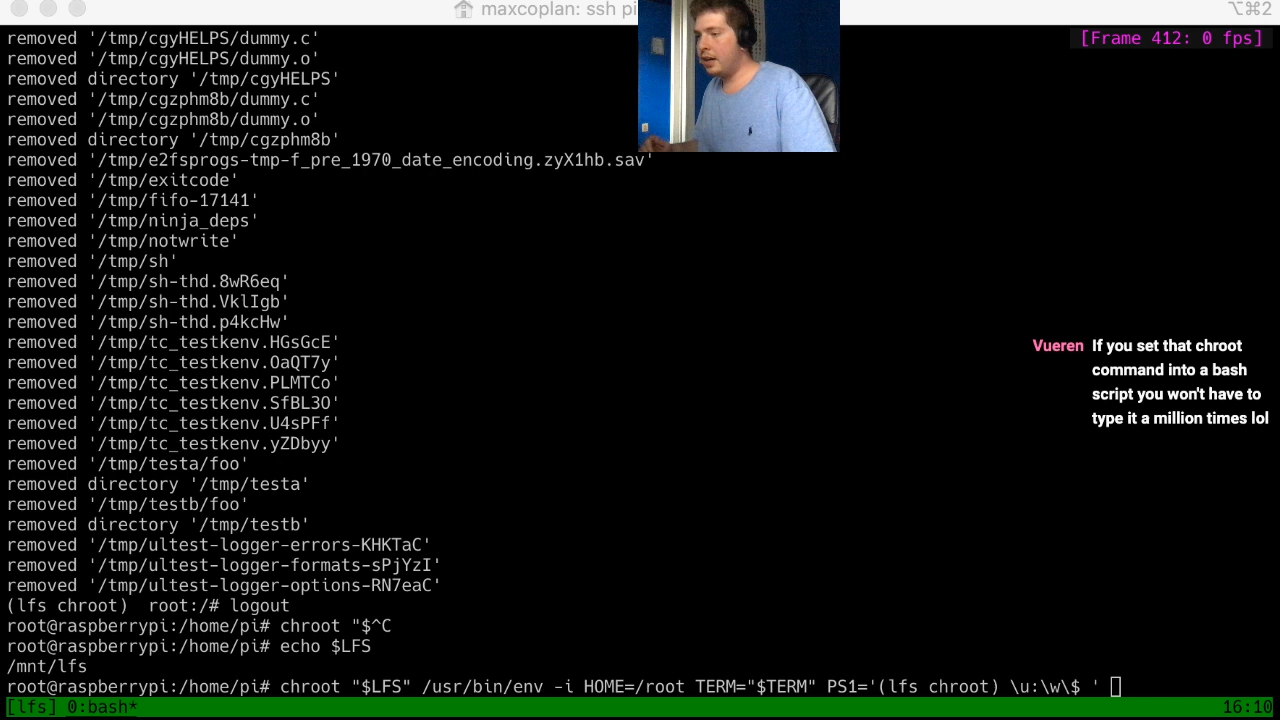 maxcoplan: ssh pi
⌥⌘2
removed '/tmp/cgyHELPS/dummy.c'
[Frame 412: 0 fps]
removed '/tmp/cgyHELPS/dummy.o'
removed directory '/tmp/cgyHELPS'
removed '/tmp/cgzphm8b/dummy.c'
removed '/tmp/cgzphm8b/dummy.o'
removed directory '/tmp/cgzphm8b'
removed '/tmp/e2fsprogs-tmp-f_pre_1970_date_encoding.zyX1hb.sav'
removed '/tmp/exitcode'
removed '/tmp/fifo-17141'
removed '/tmp/ninja_deps'
removed '/tmp/notwrite'
removed '/tmp/sh'
removed '/tmp/sh-thd.8wR6eq'
removed '/tmp/sh-thd.VklIgb'
removed '/tmp/sh-thd.p4kcHw'
removed '/tmp/tc_testkenv.HGsGcE'
removed '/tmp/tc_testkenv.OaQT7y'
removed '/tmp/tc_testkenv.PLMTCo'
removed '/tmp/tc_testkenv.SfBL3O'
removed '/tmp/tc_testkenv.U4sPFf'
removed '/tmp/tc_testkenv.yZDbyy'
removed '/tmp/testa/foo'
removed directory '/tmp/testa'
removed '/tmp/testb/foo'
removed directory '/tmp/testb'
removed '/tmp/ultest-logger-errors-KHKTaC'
removed '/tmp/ultest-logger-formats-sPjYzI'
removed '/tmp/ultest-logger-options-RN7eaC'
(lfs chroot)  root:/# logout
root@raspberrypi:/home/pi# chroot "$^C
root@raspberrypi:/home/pi# echo $LFS
/mnt/lfs
root@raspberrypi:/home/pi# chroot "$LFS" /usr/bin/env -i HOME=/root TERM="$TERM" PS1='(lfs chroot) \u:\w\$ '
[lfs] 0:bash*
16:10
Vueren If you set that chroot
command into a bash
script you won't have to
type it a million times lol